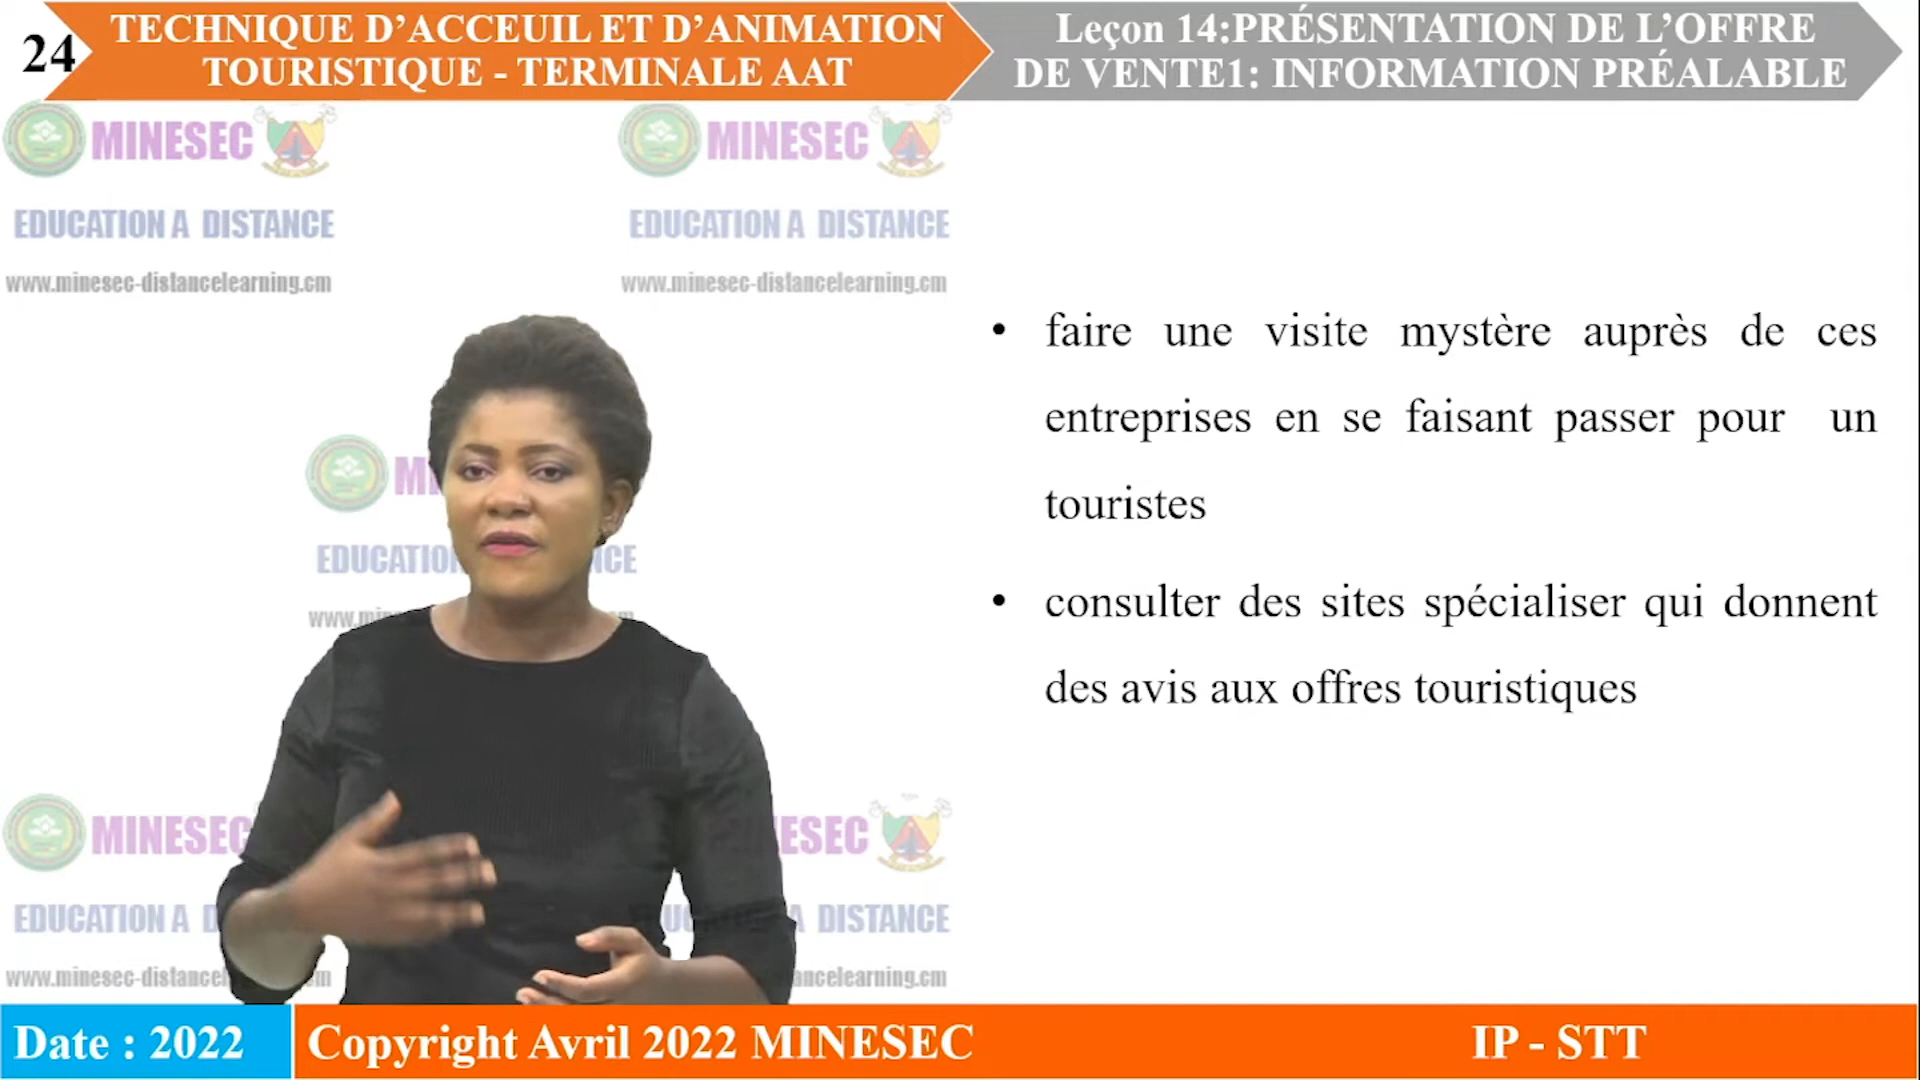 24
TECHNIQUE D’ACCEUIL ET D’ANIMATION
TOURISTIQUE - TERMINALE AAT
Leçon 14:PRÉSENTATION DE L’OFFRE
DE VENTE1: INFORMATION PRÉALABLE
MINESEC
EDUCATION A DISTANCE
www.minesec-distancelearning.cm
MINESEC
EDUCATION A DISTANCE
www.minesec-distancelearning.cm
• faire une visite mystère auprès de ces
entreprises en se faisant passer pour un
touristes
• consulter des sites spécialiser qui donnent
des avis aux offres touristiques
MINESEC
EDUCATION A
A DISTANCE
Date : 2022
Copyright Avril 2022 MINESEC
IP - STT